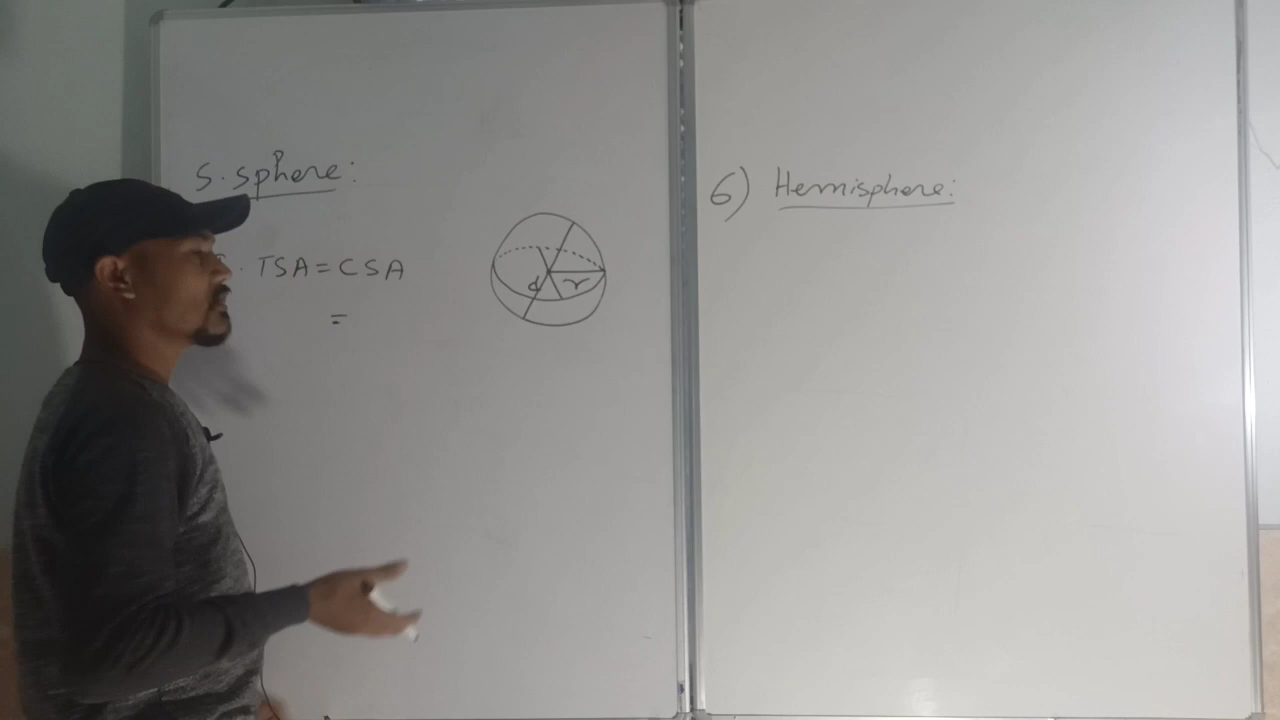 5. sphere:
. TSA = CSA
=
d r
6) Hemisphere: